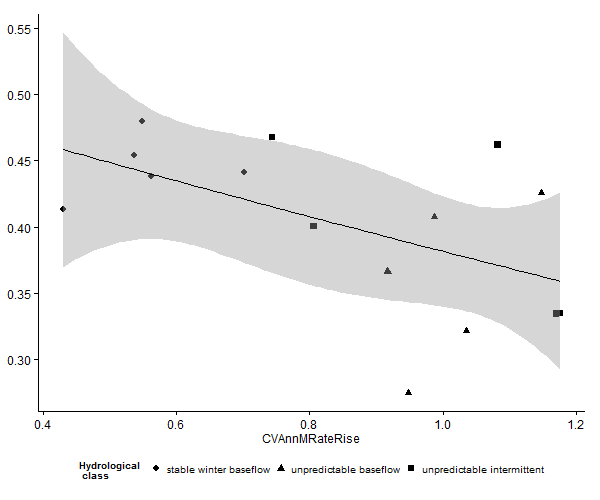 0.55
0.50
0.45
0.40
0.35
0.30
0.4 0.6 0.8 1.0 1.2
CVAnnMRateRise
Hydrological
class
stable winter baseflow unpredictable baseflow unpredictable intermittent